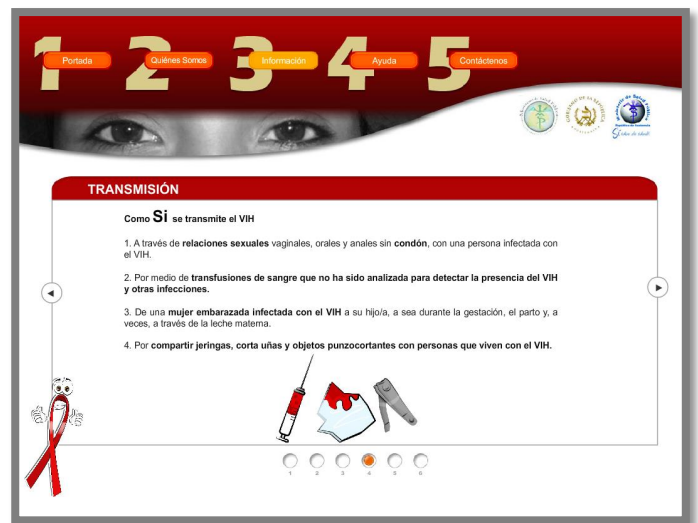 1 2 3 4 5
Portada
Quiénes Somos
Información
Ayuda
Contáctenos
TRANSMISIÓN
Como Si se transmite el VIH
1. A través de relaciones sexuales vaginales, orales y anales sin condón, con una persona infectada con
el VIH.
2. Por medio de transfusiones de sangre que no ha sido analizada para detectar la presencia del VIH
y otras infecciones.
3. De una mujer embarazada infectada con el VIH a su hijo/a, a sea durante la gestación, el parto y, a
veces, a través de la leche materna.
4. Por compartir jeringas, corta uñas y objetos punzocortantes con personas que viven con el VIH.
1 2 3 4 5 6